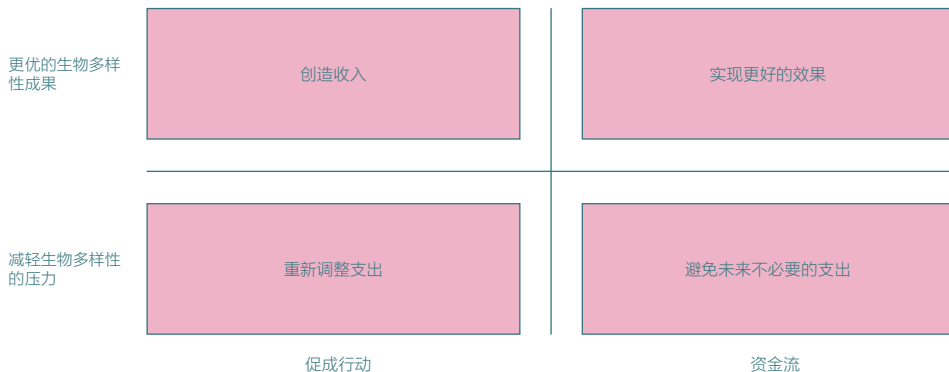 更优的生物多样
性成果
创造收入
实现更好的效果
减轻生物多样性
的压力
重新调整支出
避免未来不必要的支出
促成行动
资金流